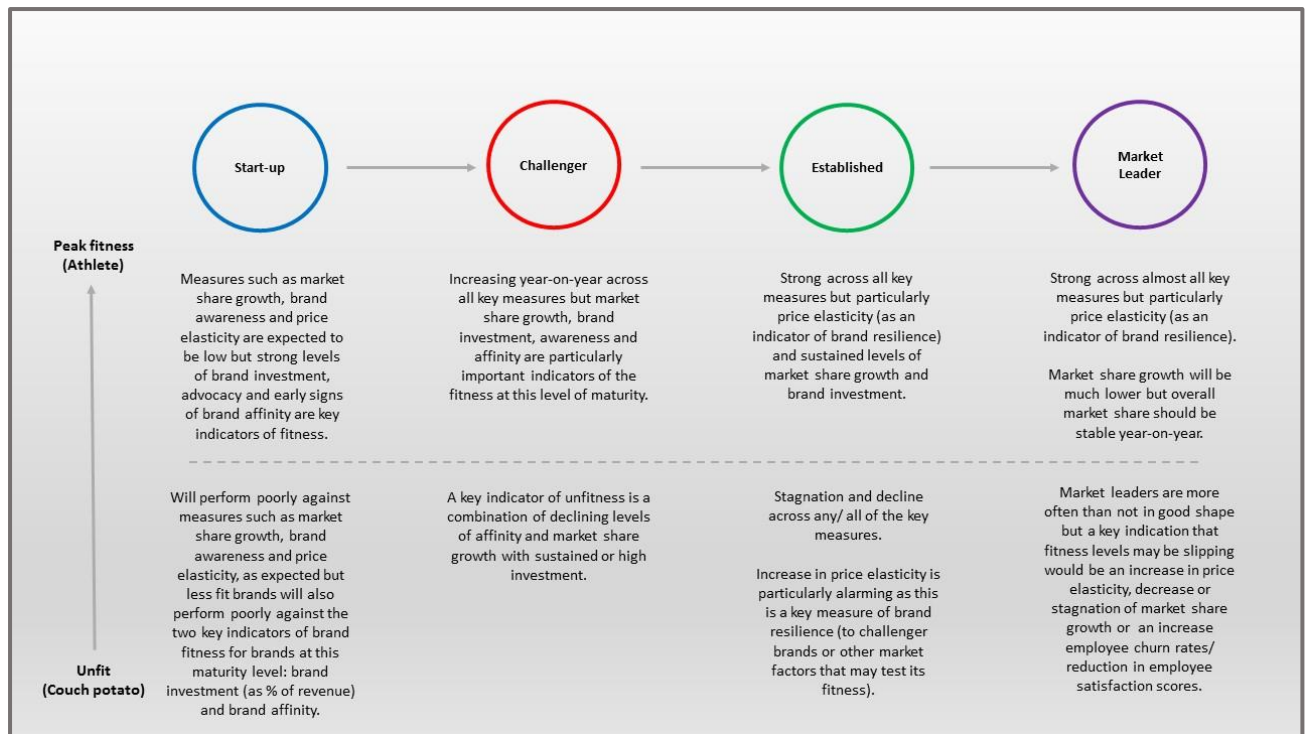 Start-up
Challenger
Established
Market
Leader
Peak fitness
(Athlete)
Measures such as market
share growth, brand
awareness and price
elasticity are expected to
be low but strong levels
of brand investment,
advocacy and early signs
of brand affinity are key
indicators of fitness.
Increasing year-on-year across
all key measures but market
share growth, brand
investment, awareness and
affinity are particularly
important indicators of the
fitness at this level of maturity.
Strong across all key
measures but particularly
price elasticity (as an
indicator of brand resilience)
and sustained levels of
market share growth and
brand investment.
Strong across almost all key
measures but particularly
price elasticity (as an
indicator of brand resilience).
Market share growth will be
much lower but overall
market share should be
stable year-on-year.
Unfit
(Couch potato)
Will perform poorly against
measures such as market
share growth, brand
awareness and price
elasticity, as expected but
less fit brands will also
perform poorly against the
two key indicators of brand
fitness for brands at this
maturity level: brand
investment (as % of revenue)
and brand affinity.
A key indicator of unfitness is a
combination of declining levels
of affinity and market share
growth with sustained or high
investment.
Stagnation and decline
across any/ all of the key
measures.
Increase in price elasticity is
particularly alarming as this
is a key measure of brand
resilience (to challenger
brands or other market
factors that may test its
fitness).
Market leaders are more
often than not in good shape
but a key indication that
fitness levels may be slipping
would be an increase in price
elasticity, decrease or
stagnation of market share
growth or an increase
employee churn rates/
reduction in employee
satisfaction scores.